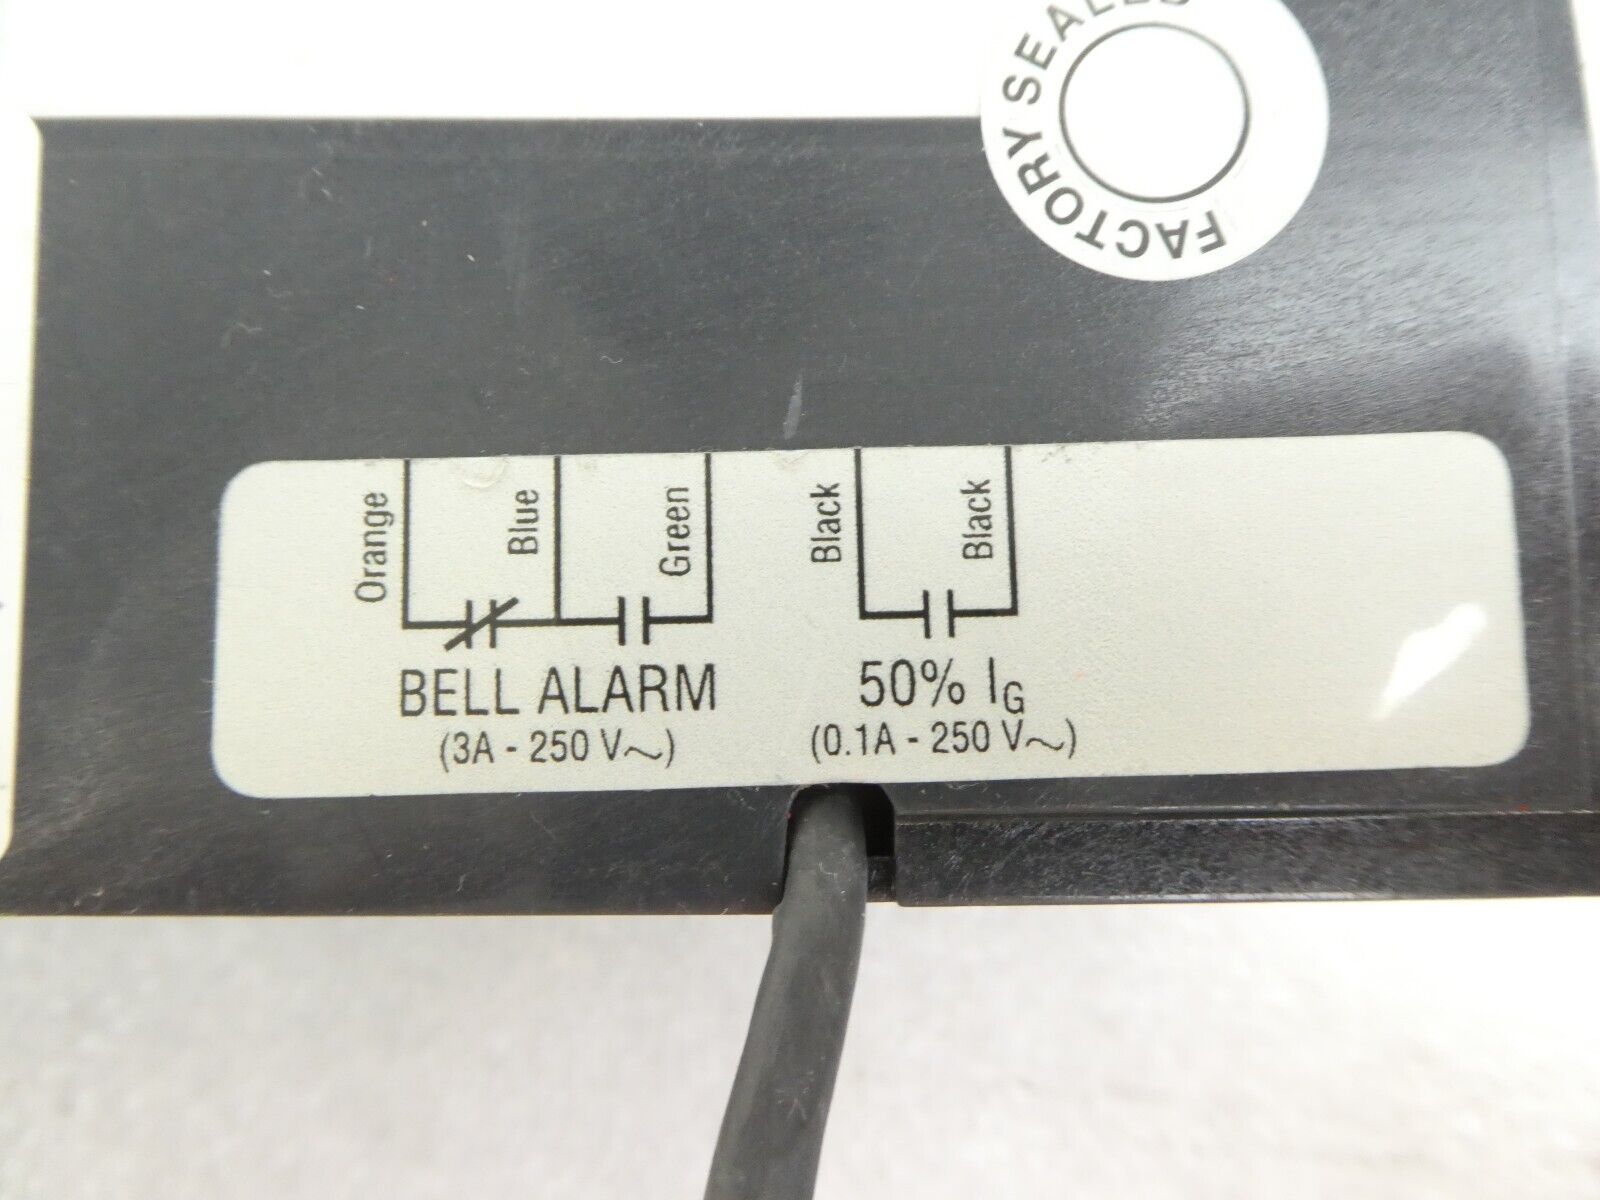 FACTORY SEALED
Orange
Blue
Green
Black
Black
BELL ALARM
50% IG
(3A - 250 V~)
(0.1A - 250 V~)